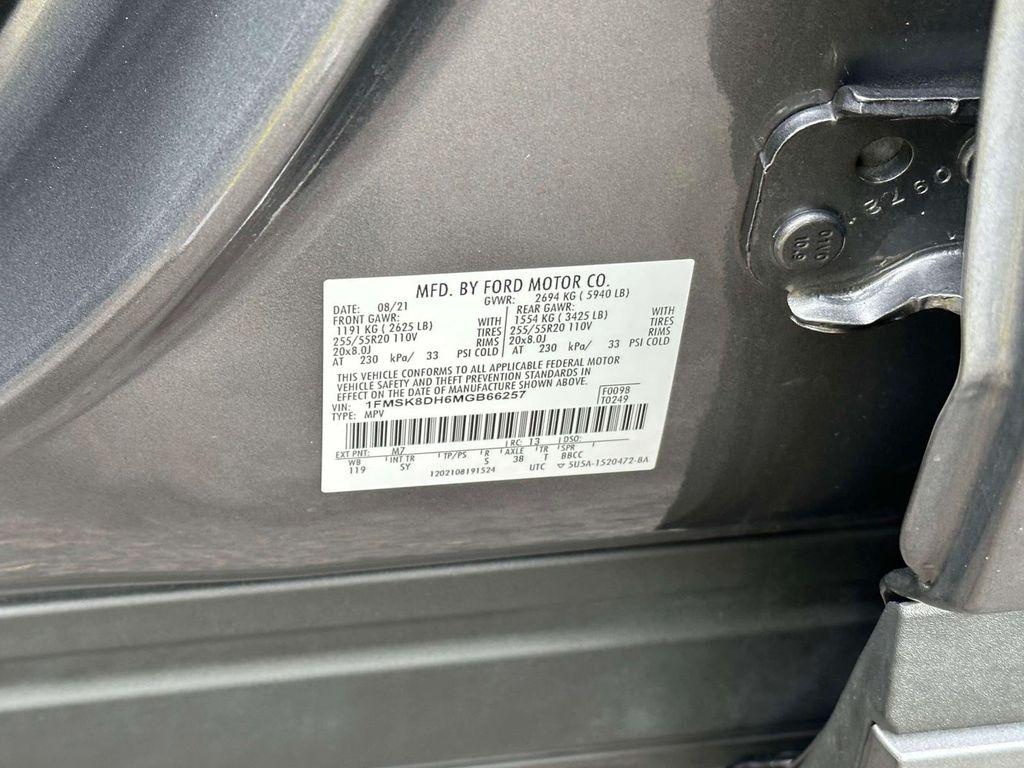 MFD. BY FORD MOTOR CO.
DATE: 08/21 GVWR: 2694 KG ( 5940 LB)
FRONT GAWR: REAR GAWR:
1191 KG ( 2625 LB) WITH 1554 KG ( 3425 LB) WITH
255/55R20 110V TIRES 255/55R20 110V TIRES
20x8.0J RIMS 20x8.0J RIMS
AT 230 kPa/ 33 PSI COLD AT 230 kPa/ 33 PSI COLD
THIS VEHICLE CONFORMS TO ALL APPLICABLE FEDERAL MOTOR
VEHICLE SAFETY AND THEFT PREVENTION STANDARDS IN
EFFECT ON THE DATE OF MANUFACTURE SHOWN ABOVE.
VIN: 1FMSK8DH6MGB66257 F0098
TYPE: MPV T0249
EXT PNT: M7 RC: 13 DSO:
WB INT TR TP/PS R AXLE TR SPR
119 SY S 3B T BBCC
1202108191524 UTC ▽ 5U5A-1520472-BA
10.9